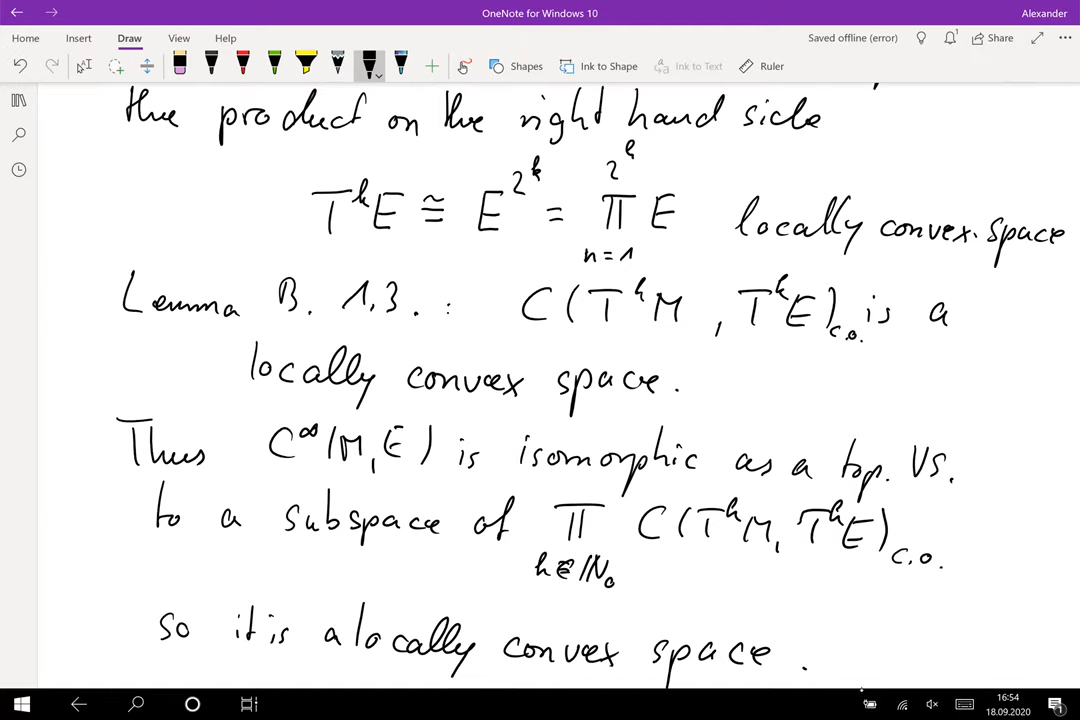 OneNote for Windows 10
Alexander
Home Insert Draw View Help
Saved offline (error)
Share
Shapes
Ink to Shape
Ink to Text
Ruler
the product on the right hand side
T^k E ≅ E^{2^k} = ∏_{n=1}^{2^k} E locally convex space
Lemma B. 1.3. : C(T^k M, T^k E)_{c.o.} is a
locally convex space.
Thus C^∞(M, E) is isomorphic as a top. VS.
to a subspace of ∏_{k∈ℕ_0} C(T^k M, T^k E)_{c.o.}
so it is a locally convex space.
16:54
18.09.2020